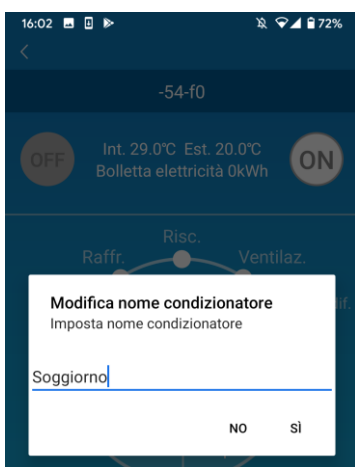 16:02 72%
-54-f0
OFF Int. 29.0℃ Est. 20.0℃ ON
Bolletta elettricità 0kWh
Risc.
Raffr. Ventilaz.
Modifica nome condizionatore
Imposta nome condizionatore
Soggiorno
NO SÌ